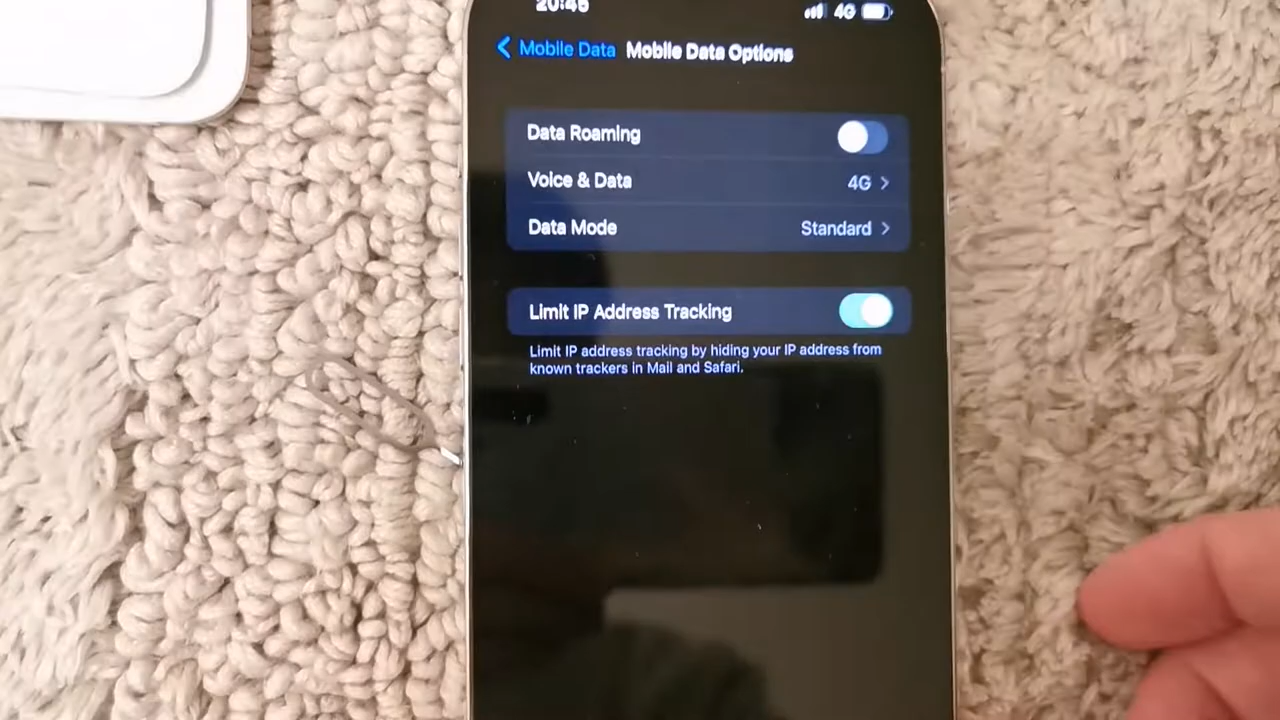 20:45
4G
Mobile Data Mobile Data Options
Data Roaming
Voice & Data 4G
Data Mode Standard
Limit IP Address Tracking
Limit IP address tracking by hiding your IP address from
known trackers in Mail and Safari.